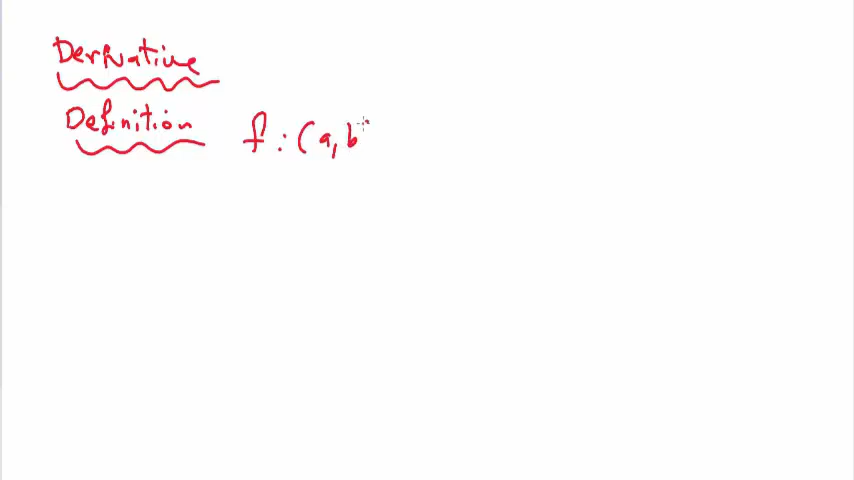 Derivative
Definition f : (a, b